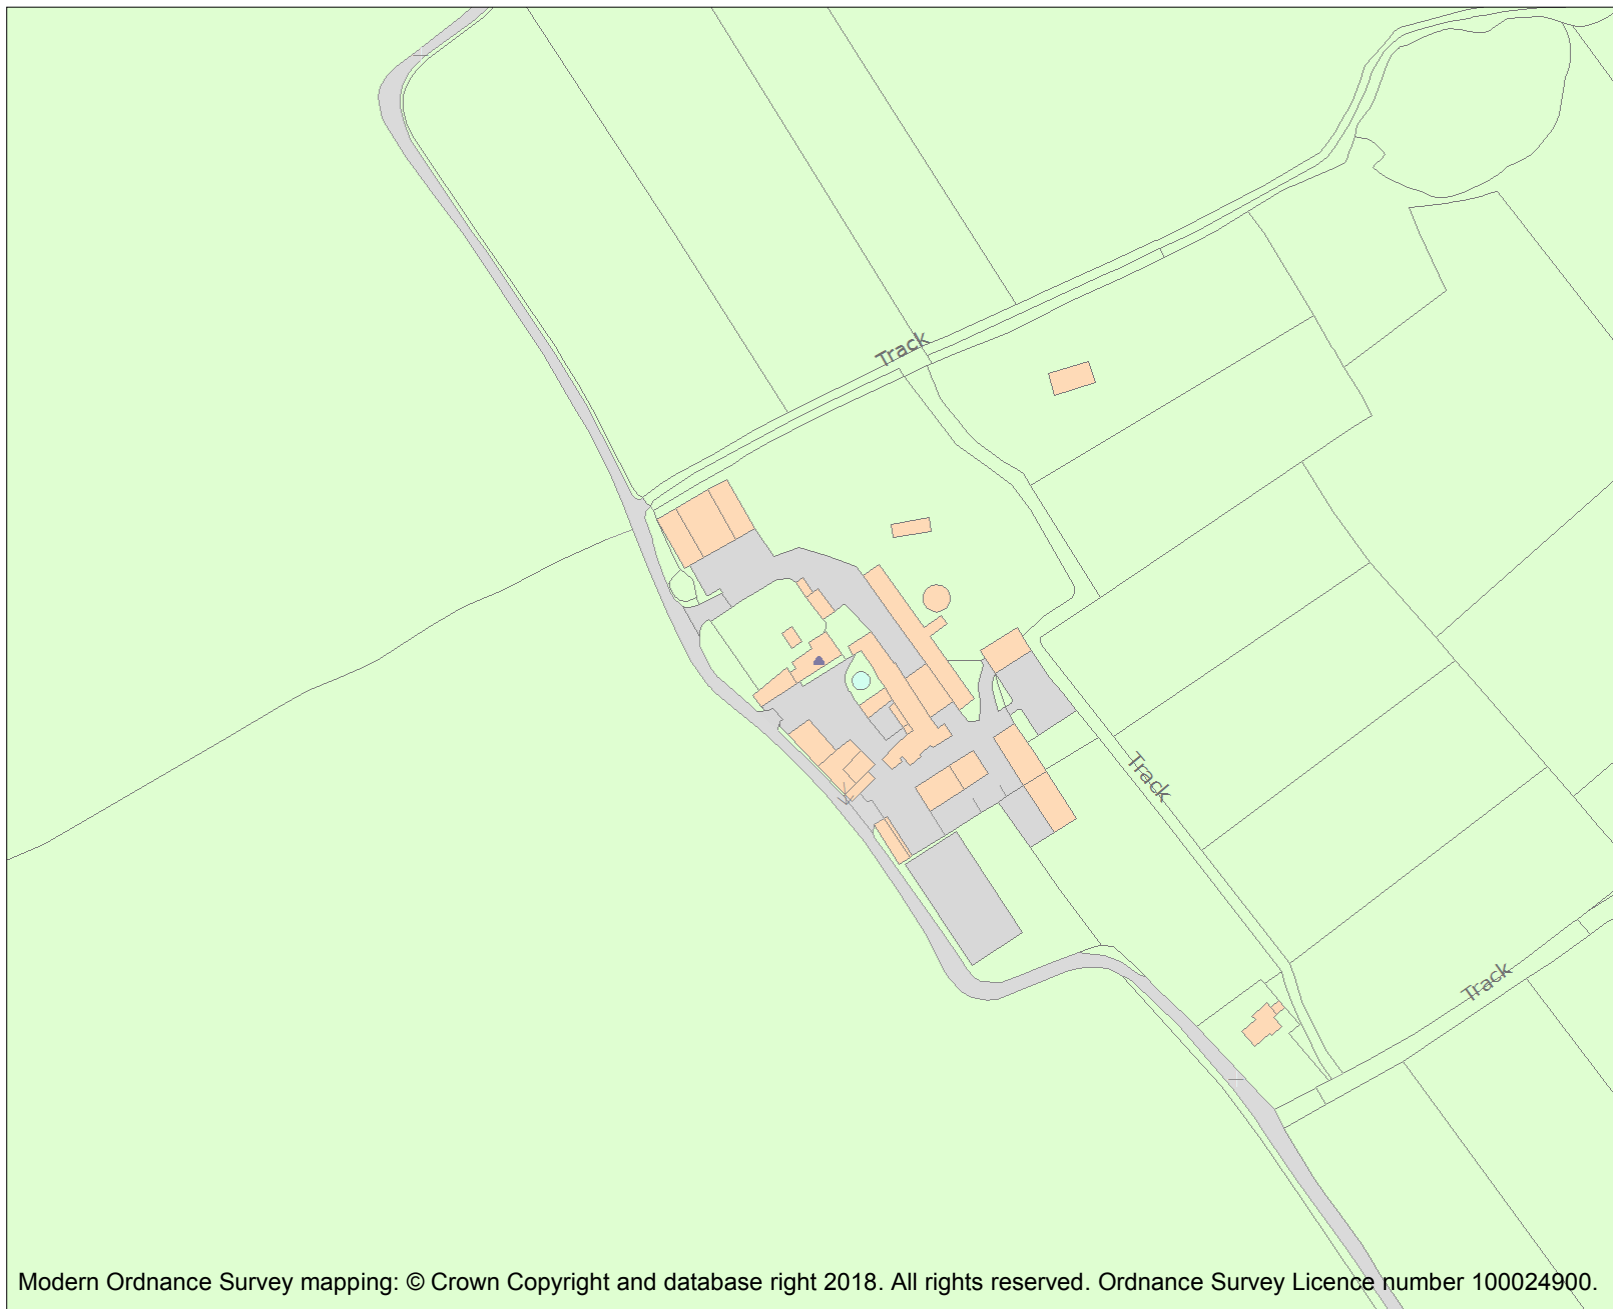 Track
Track
Track
Modern Ordnance Survey mapping: © Crown Copyright and database right 2018. All rights reserved. Ordnance Survey Licence number 100024900.